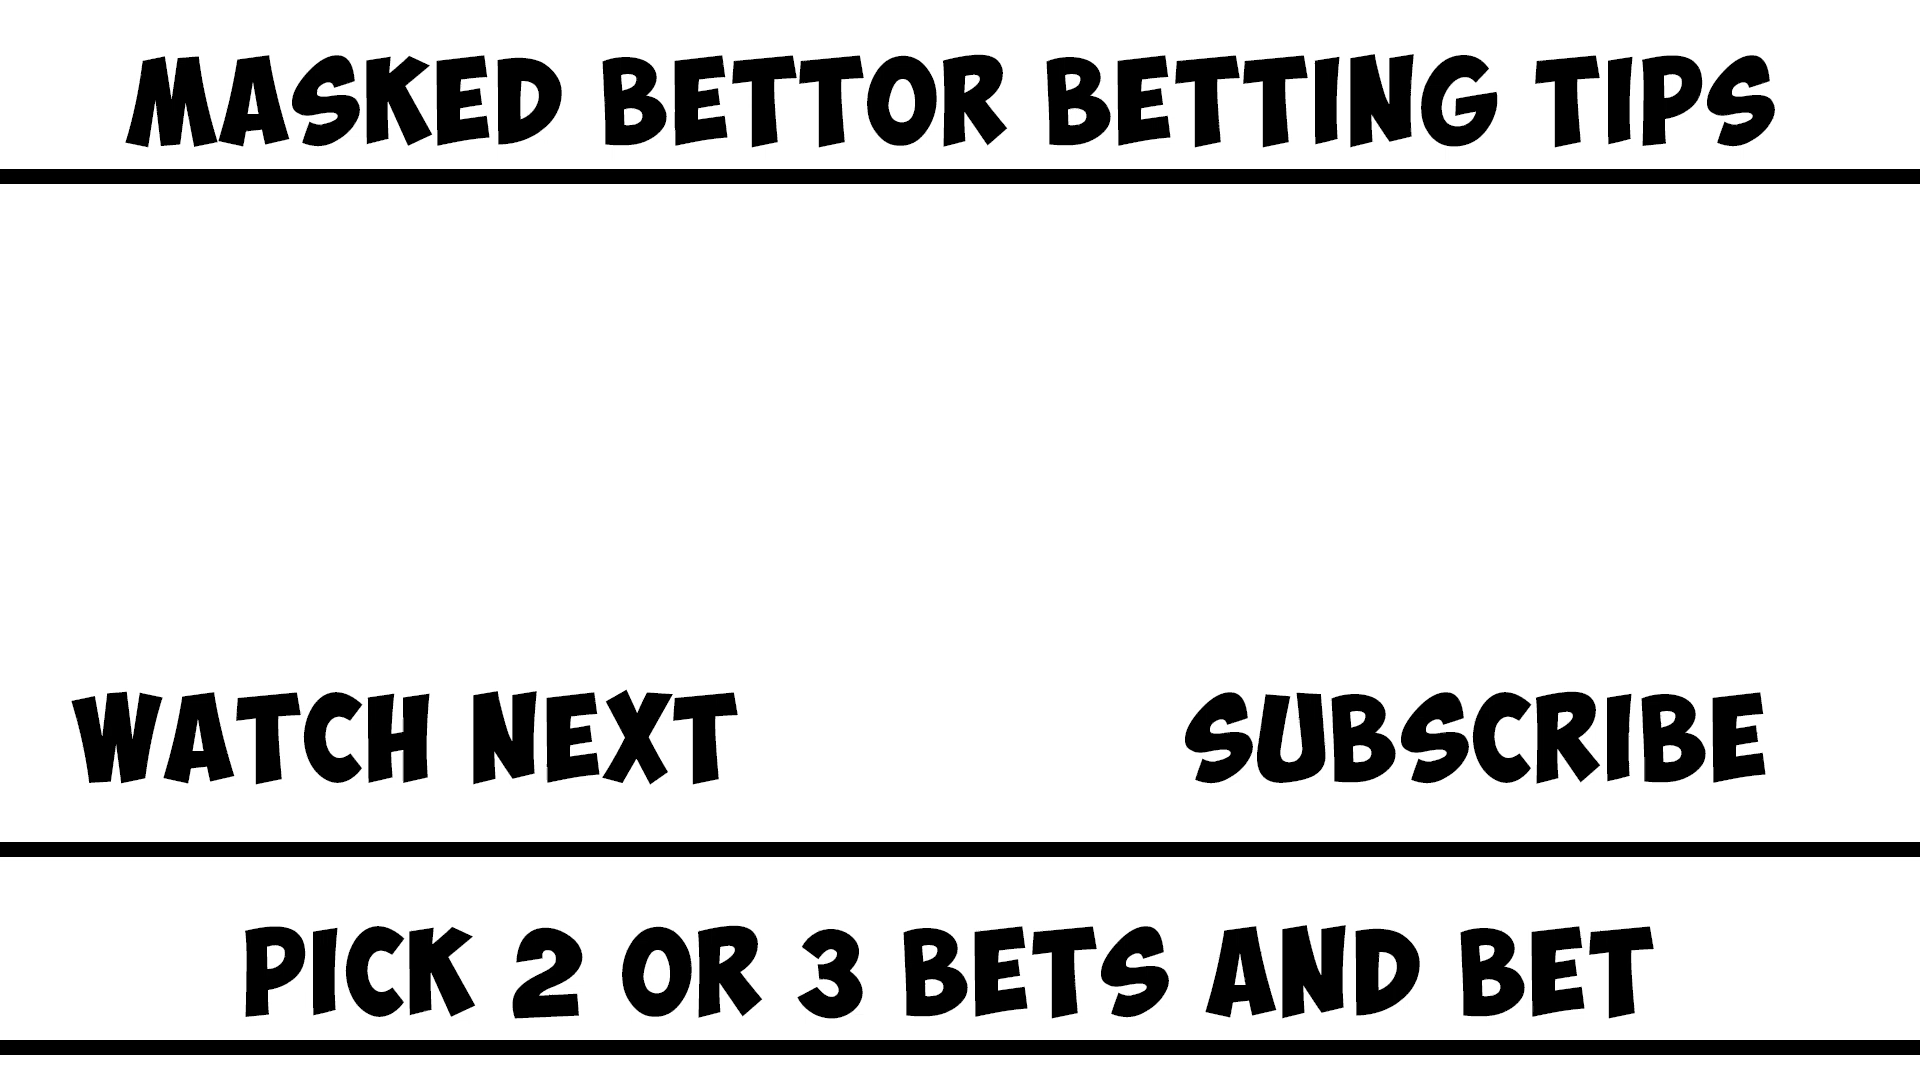 MASKED BETTOR BETTING TIPS
WATCH NEXT
SUBSCRIBE
PICK 2 OR 3 BETS AND BET